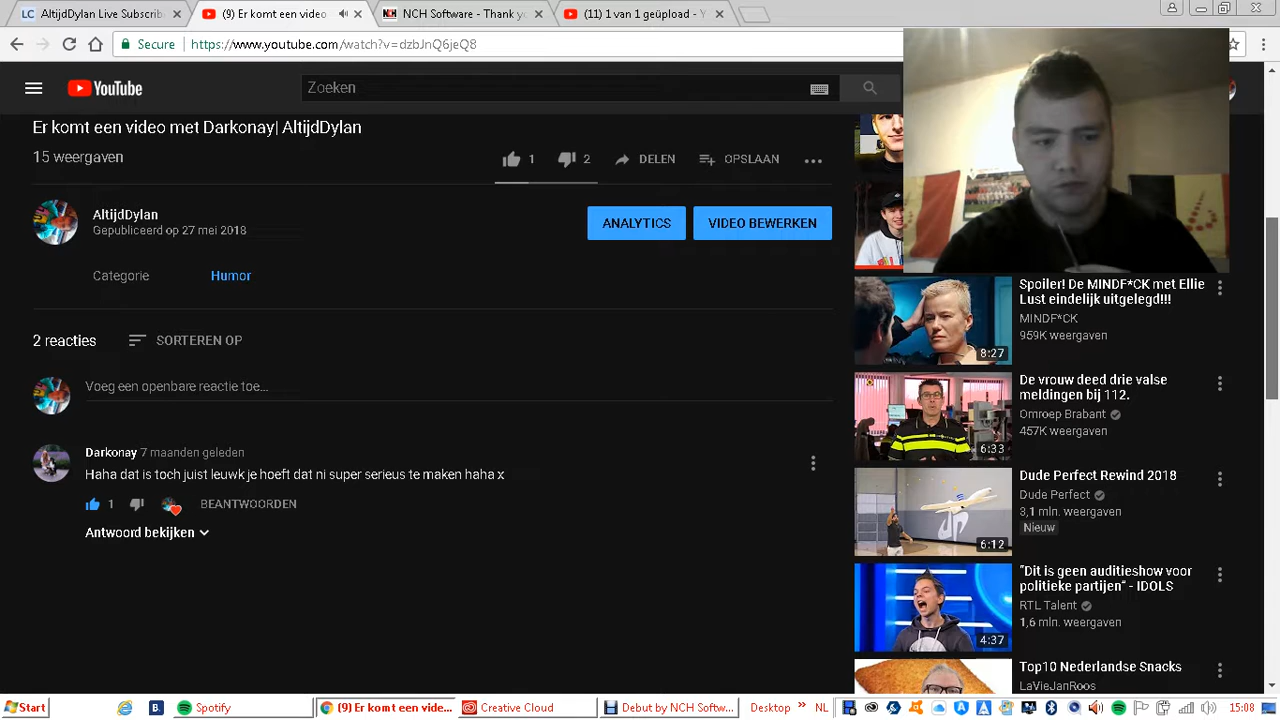 LC AltijdDylan Live Subscrib
(9) Er komt een video
NCH Software - Thank yo
(11) 1 van 1 geüpload - Y
Secure https://www.youtube.com/watch?v=dzbJnQ6jeQ8
YouTube
Zoeken
Er komt een video met Darkonay| AltijdDylan
15 weergaven
1
2
DELEN
OPSLAAN
AltijdDylan
Gepubliceerd op 27 mei 2018
ANALYTICS
VIDEO BEWERKEN
Categorie
Humor
2 reacties
SORTEREN OP
Voeg een openbare reactie toe...
Darkonay 7 maanden geleden
Haha dat is toch juist leuwk je hoeft dat ni super serieus te maken haha x
1
BEANTWOORDEN
Antwoord bekijken
Spoiler! De MINDF*CK met Ellie
Lust eindelijk uitgelegd!!!
MINDF*CK
959K weergaven
8:27
De vrouw deed drie valse
meldingen bij 112.
Omroep Brabant
457K weergaven
6:33
Dude Perfect Rewind 2018
Dude Perfect
3,1 mln. weergaven
Nieuw
6:12
"Dit is geen auditieshow voor
politieke partijen" - IDOLS
RTL Talent
1,6 mln. weergaven
4:37
Top10 Nederlandse Snacks
LaVieJanRoos
Start
B.
Spotify
(9) Er komt een vide...
Creative Cloud
Debut by NCH Softw...
Desktop
NL
15:08